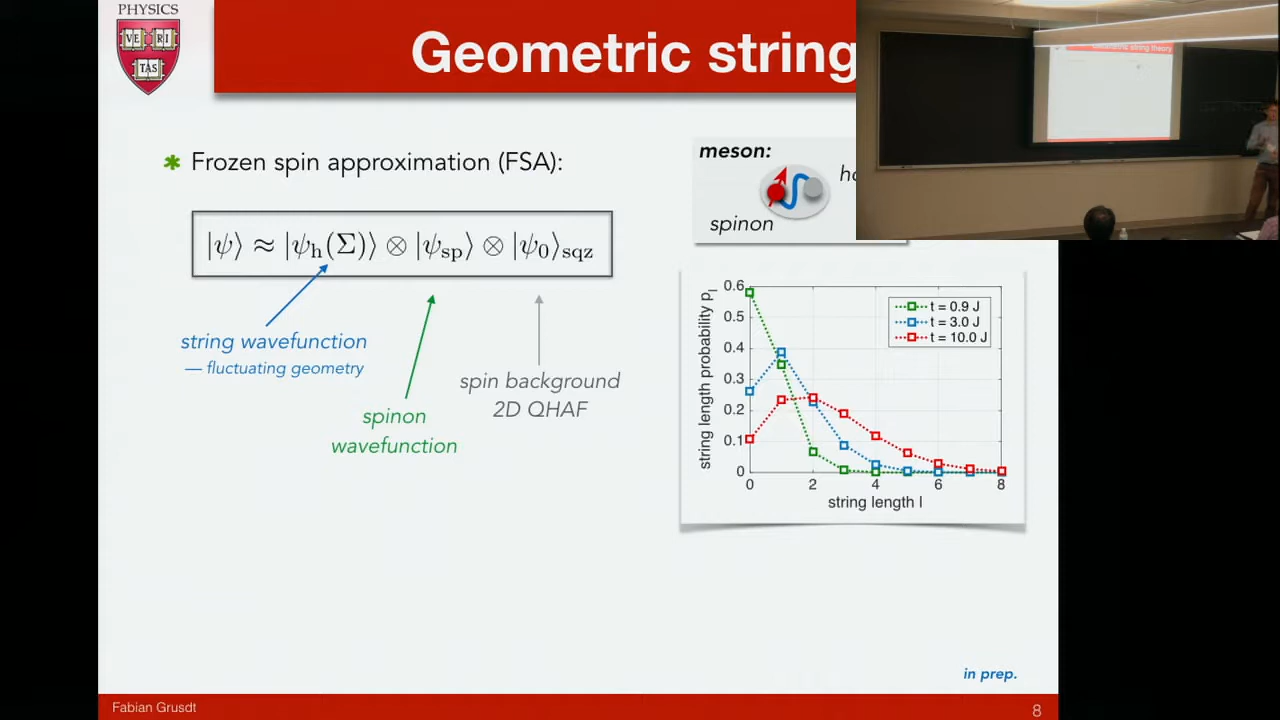 PHYSICS
VE RI
TAS
Geometric string
Geometric string theory
✱ Frozen spin approximation (FSA):
|ψ⟩ ≈ |ψh(Σ)⟩ ⊗ |ψsp⟩ ⊗ |ψ0⟩sqz
string wavefunction
— fluctuating geometry
spinon
wavefunction
spin background
2D QHAF
meson:
ho
spinon
string length probability pl
0.6
0.5
0.4
0.3
0.2
0.1
0
t = 0.9 J
t = 3.0 J
t = 10.0 J
0 2 4 6 8
string length l
in prep.
Fabian Grusdt
8